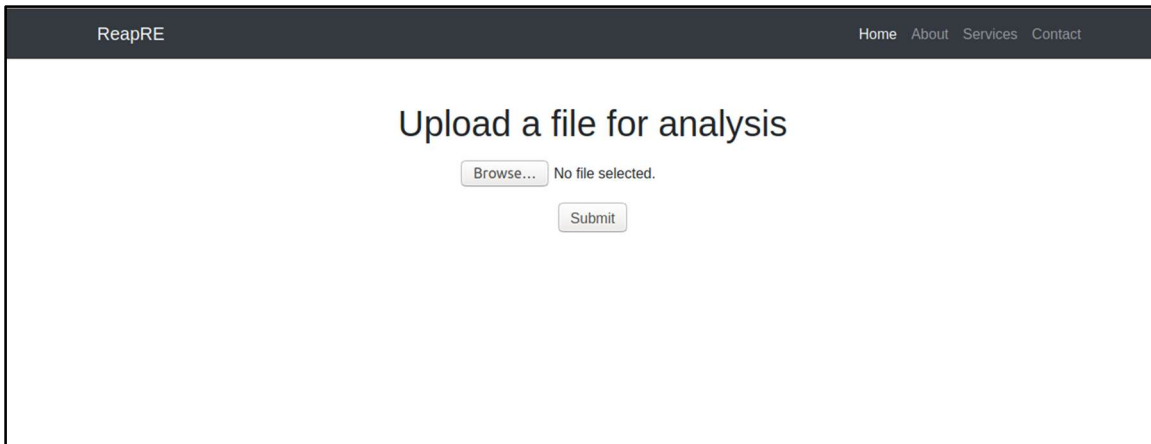 ReapRE Home About Services Contact
Upload a file for analysis
Browse... No file selected.
Submit